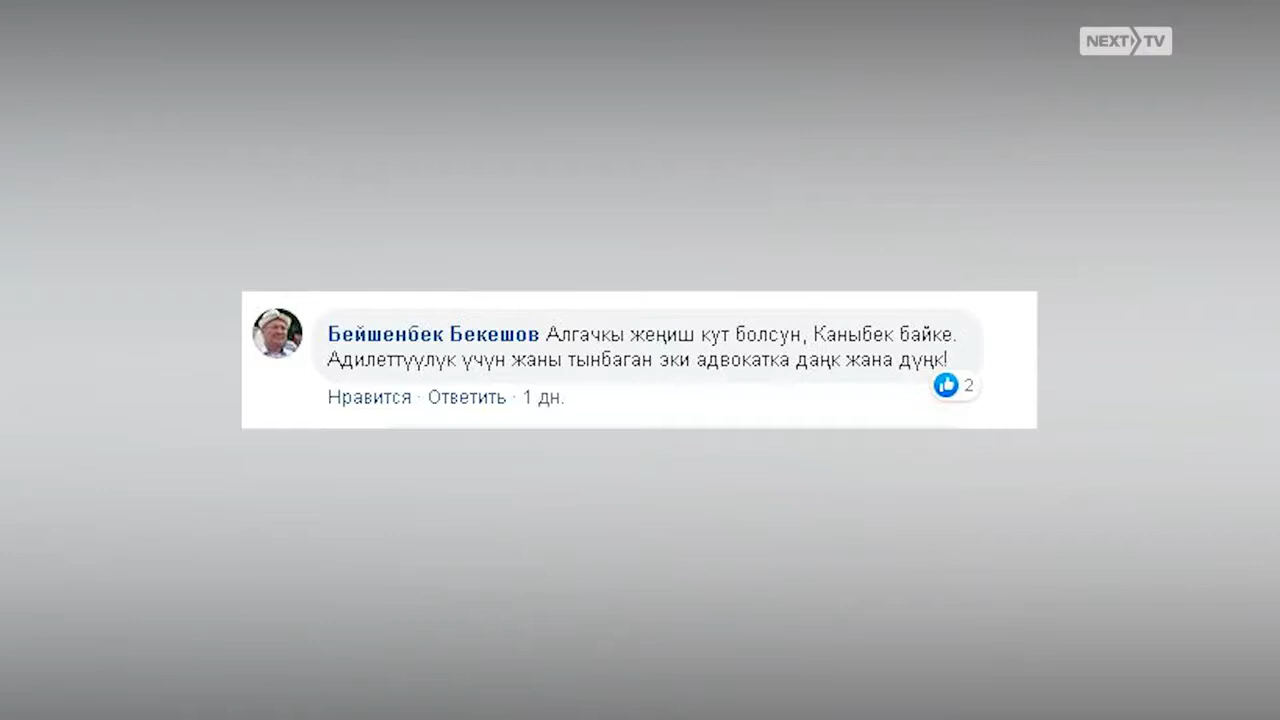 NEXT TV
Бейшенбек Бекешов Алгачкы жеңиш кут болсун, Каныбек байке.
Адилеттүүлүк үчүн жаны тынбаган эки адвокатка даңк жана дүңк!
2
Нравится · Ответить · 1 дн.